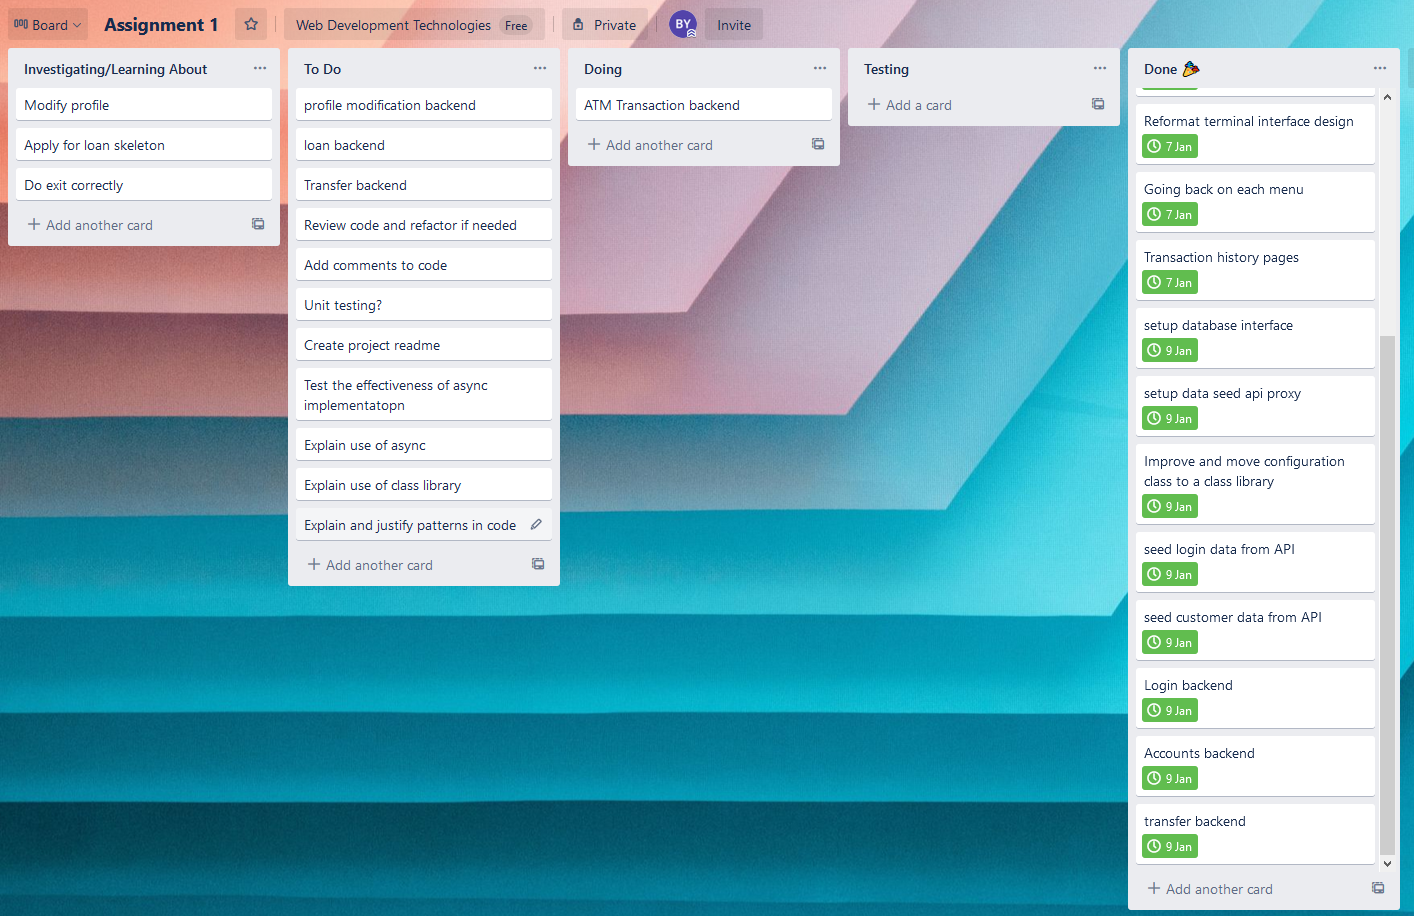 Board
Assignment 1
Web Development Technologies Free
Private
BY
Invite
Investigating/Learning About
Modify profile
Apply for loan skeleton
Do exit correctly
Add another card
To Do
profile modification backend
loan backend
Transfer backend
Review code and refactor if needed
Add comments to code
Unit testing?
Create project readme
Test the effectiveness of async
implementatopn
Explain use of async
Explain use of class library
Explain and justify patterns in code
Add another card
Doing
ATM Transaction backend
Add another card
Testing
Add a card
Done 🎉
Reformat terminal interface design
7 Jan
Going back on each menu
7 Jan
Transaction history pages
7 Jan
setup database interface
9 Jan
setup data seed api proxy
9 Jan
Improve and move configuration
class to a class library
9 Jan
seed login data from API
9 Jan
seed customer data from API
9 Jan
Login backend
9 Jan
Accounts backend
9 Jan
transfer backend
9 Jan
Add another card